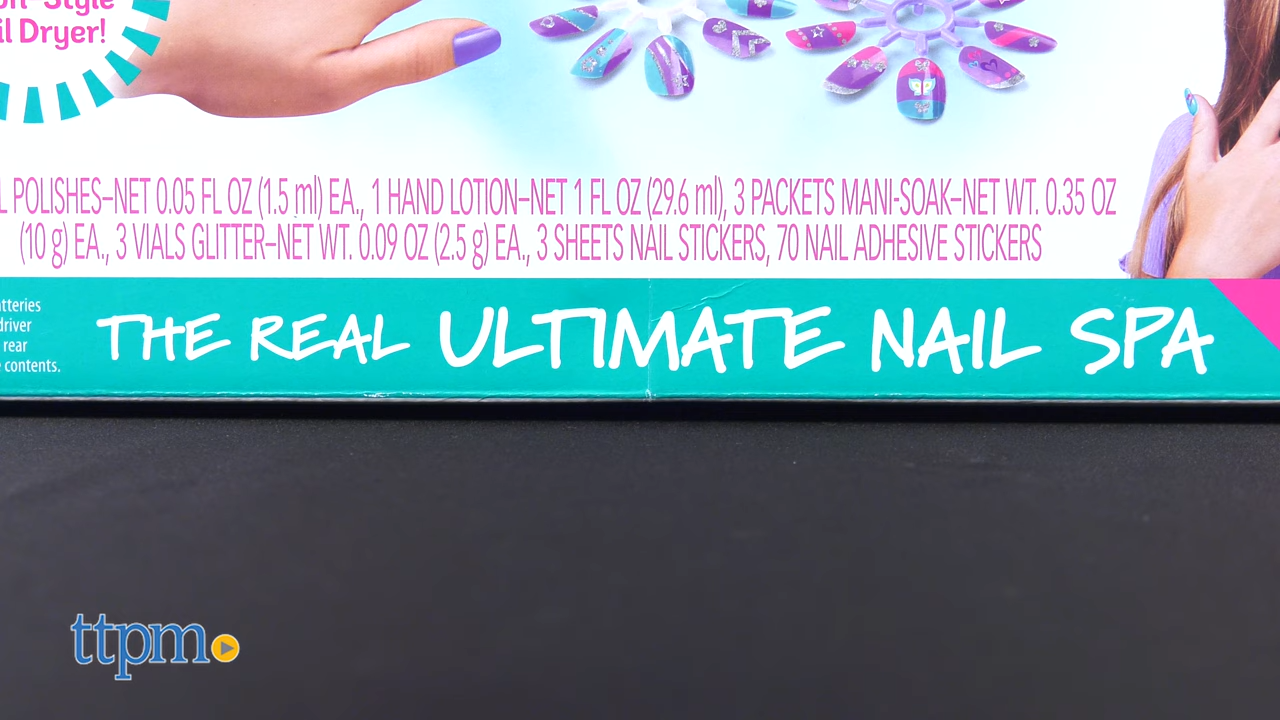 il Dryer!
POLISHES–NET 0.05 FL OZ (1.5 ml) EA., 1 HAND LOTION–NET 1 FL OZ (29.6 ml), 3 PACKETS MANI-SOAK–NET WT. 0.35 OZ
(10 g) EA., 3 VIALS GLITTER–NET WT. 0.09 OZ (2.5 g) EA., 3 SHEETS NAIL STICKERS, 70 NAIL ADHESIVE STICKERS
tteries
driver
rear
contents.
THE REAL ULTIMATE NAIL SPA
ttpm